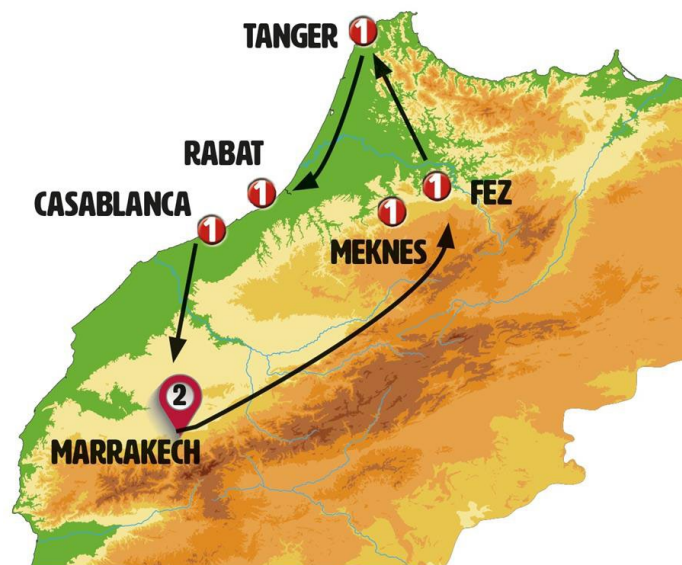 TANGER 1
RABAT
1
CASABLANCA
1
1 FEZ
1
MEKNES
2
MARRAKECH